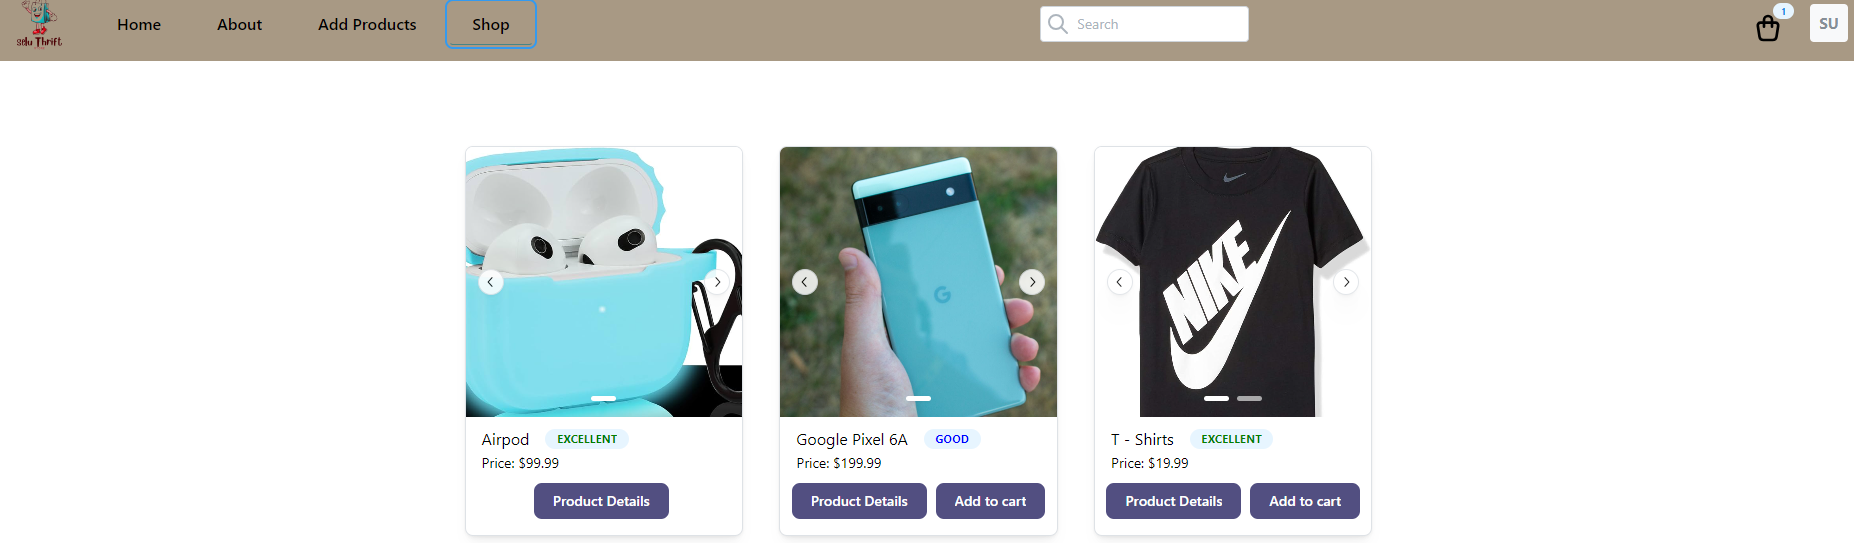 selu Thrift
Home
About
Add Products
Shop
Search
1
SU
NIKE
Airpod
EXCELLENT
Price: $99.99
Product Details
G
Google Pixel 6A
GOOD
Price: $199.99
Product Details
Add to cart
T - Shirts
EXCELLENT
Price: $19.99
Product Details
Add to cart